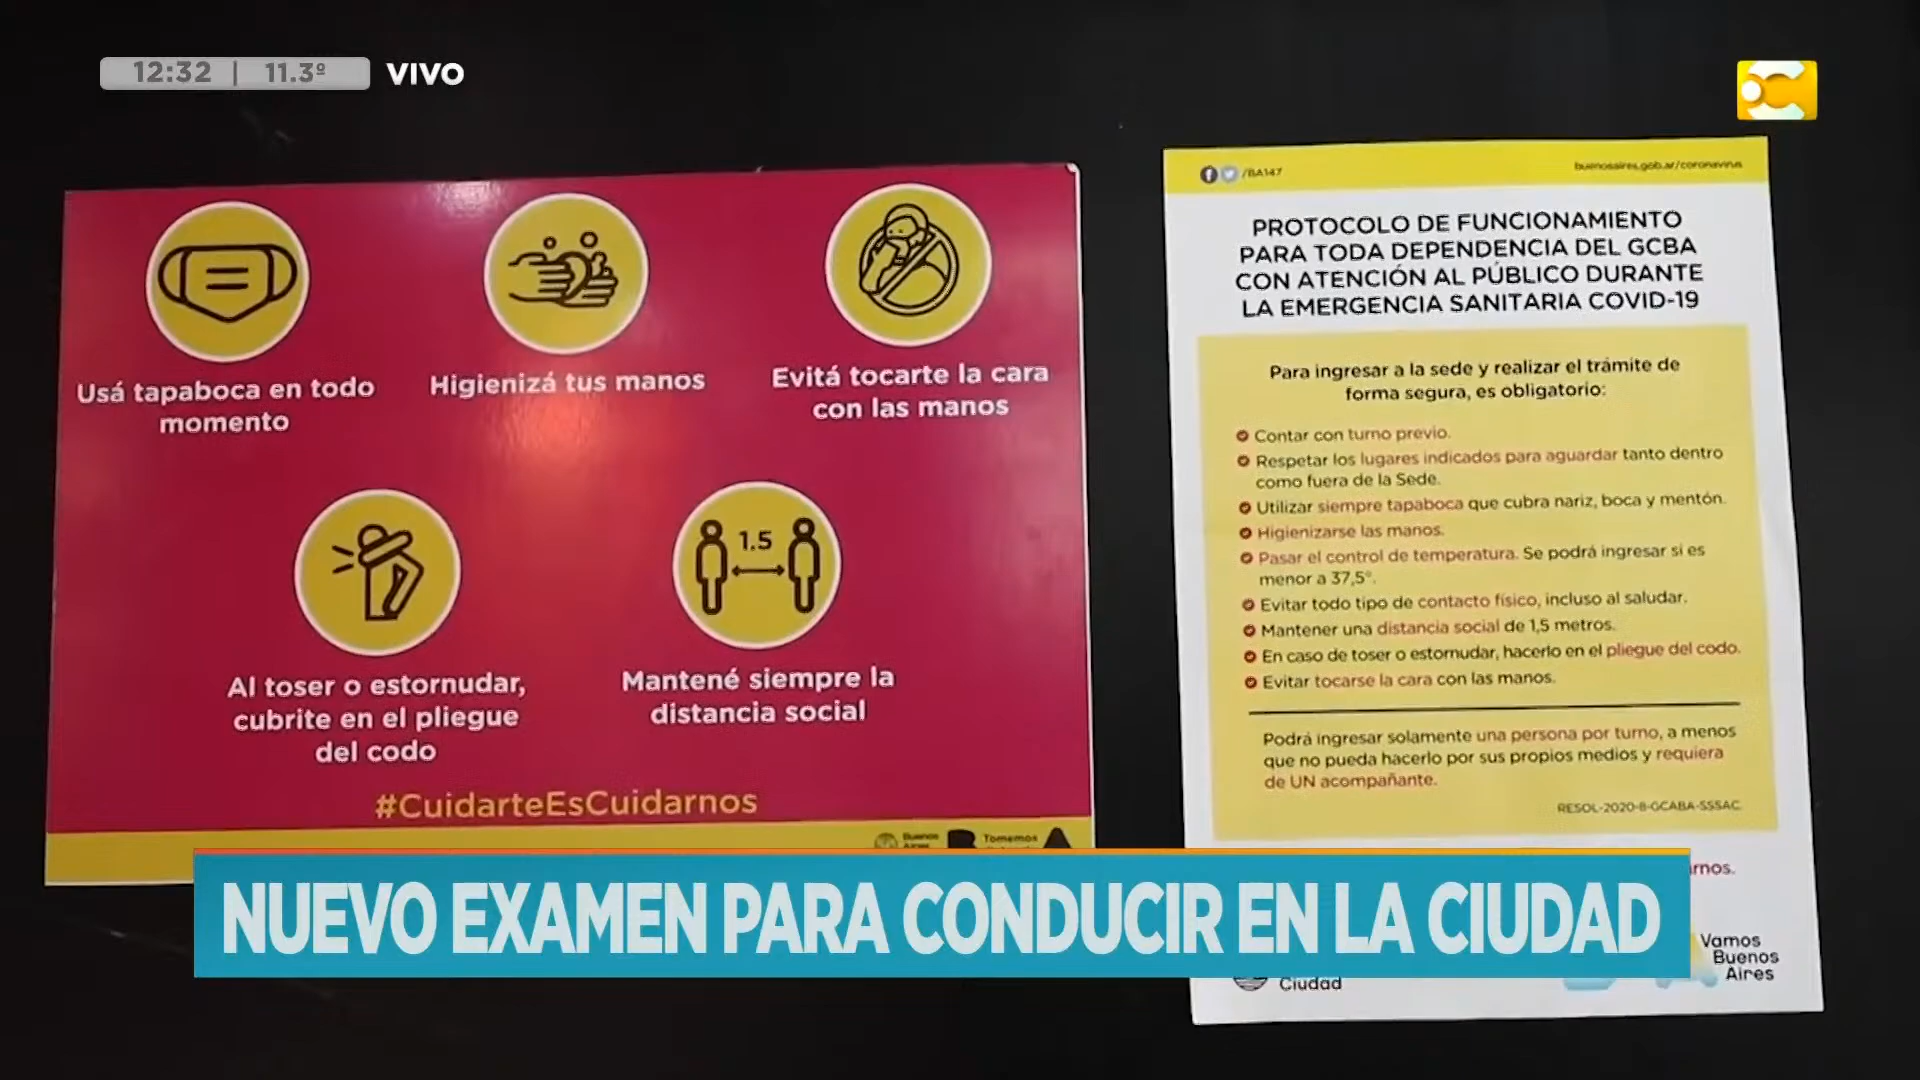 12:32 | 11.3º VIVO
Usá tapaboca en todo
momento
Higienizá tus manos
Evitá tocarte la cara
con las manos
1.5
Al toser o estornudar,
cubrite en el pliegue
del codo
Mantené siempre la
distancia social
#CuidarteEsCuidarnos
Buenos
Aires
Tomemos
/BA147
buenosaires.gob.ar/coronavirus
PROTOCOLO DE FUNCIONAMIENTO
PARA TODA DEPENDENCIA DEL GCBA
CON ATENCIÓN AL PÚBLICO DURANTE
LA EMERGENCIA SANITARIA COVID-19
Para ingresar a la sede y realizar el trámite de
forma segura, es obligatorio:
Contar con turno previo.
Respetar los lugares indicados para aguardar tanto dentro
como fuera de la Sede.
Utilizar siempre tapaboca que cubra nariz, boca y mentón.
Higienizarse las manos.
Pasar el control de temperatura. Se podrá ingresar si es
menor a 37,5°.
Evitar todo tipo de contacto físico, incluso al saludar.
Mantener una distancia social de 1,5 metros.
En caso de toser o estornudar, hacerlo en el pliegue del codo.
Evitar tocarse la cara con las manos.
Podrá ingresar solamente una persona por turno, a menos
que no pueda hacerlo por sus propios medios y requiera
de UN acompañante.
RESOL-2020-8-GCABA-SSSAC
rnos.
NUEVO EXAMEN PARA CONDUCIR EN LA CIUDAD
Ciudad
Vamos
Buenos
Aires